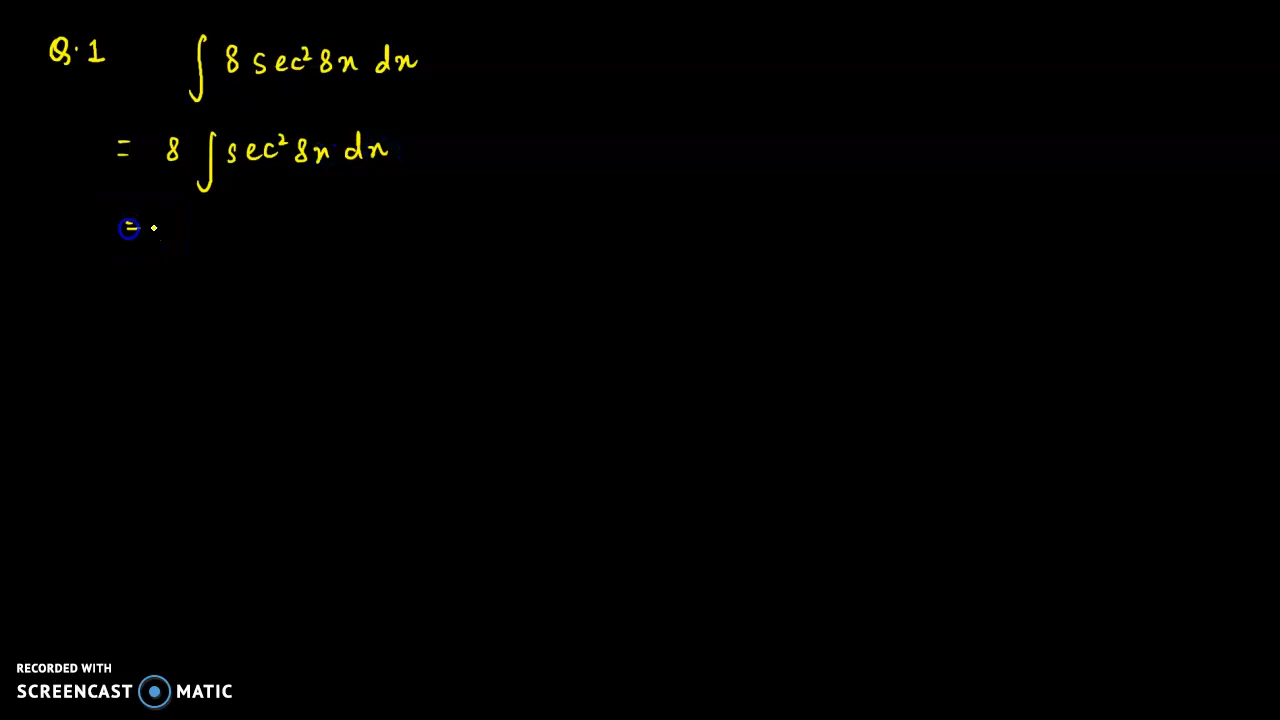 Q.1 ∫ 8 sec² 8x dx
= 8 ∫ sec² 8x dx
=
RECORDED WITH
SCREENCAST MATIC